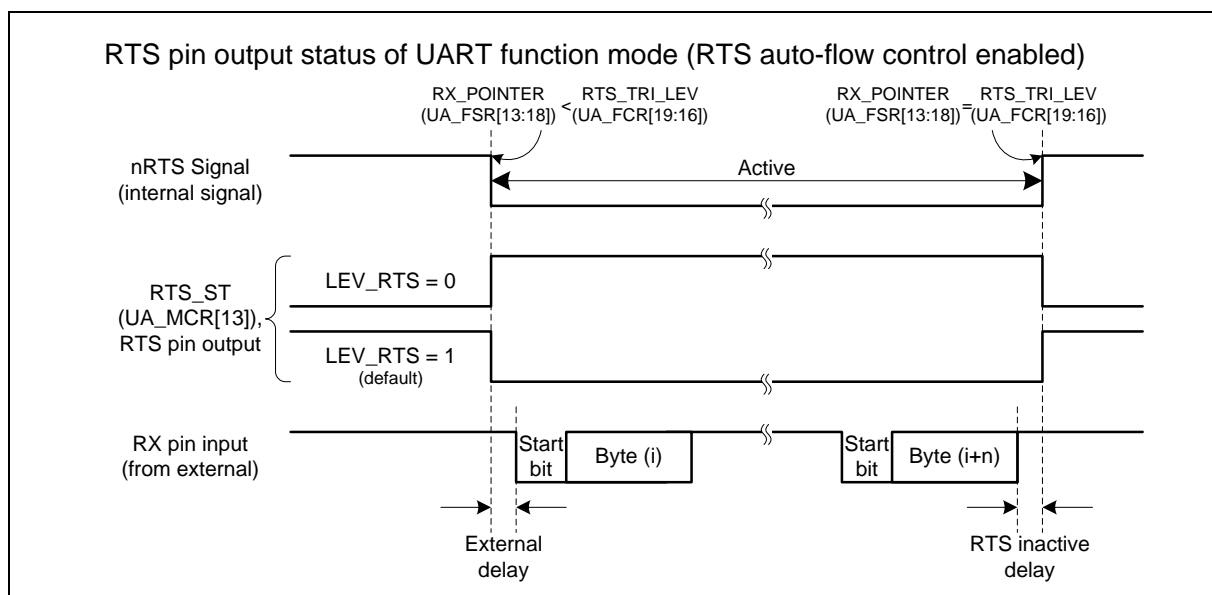 RTS pin output status of UART function mode (RTS auto-flow control enabled)
RX_POINTER
(UA_FSR[13:18])
<
RTS_TRI_LEV
(UA_FCR[19:16])
RX_POINTER
(UA_FSR[13:18])
=
RTS_TRI_LEV
(UA_FCR[19:16])
nRTS Signal
(internal signal)
Active
RTS_ST
(UA_MCR[13]),
RTS pin output
LEV_RTS = 0
LEV_RTS = 1
(default)
RX pin input
(from external)
Start
bit
Byte (i)
Start
bit
Byte (i+n)
External
delay
RTS inactive
delay